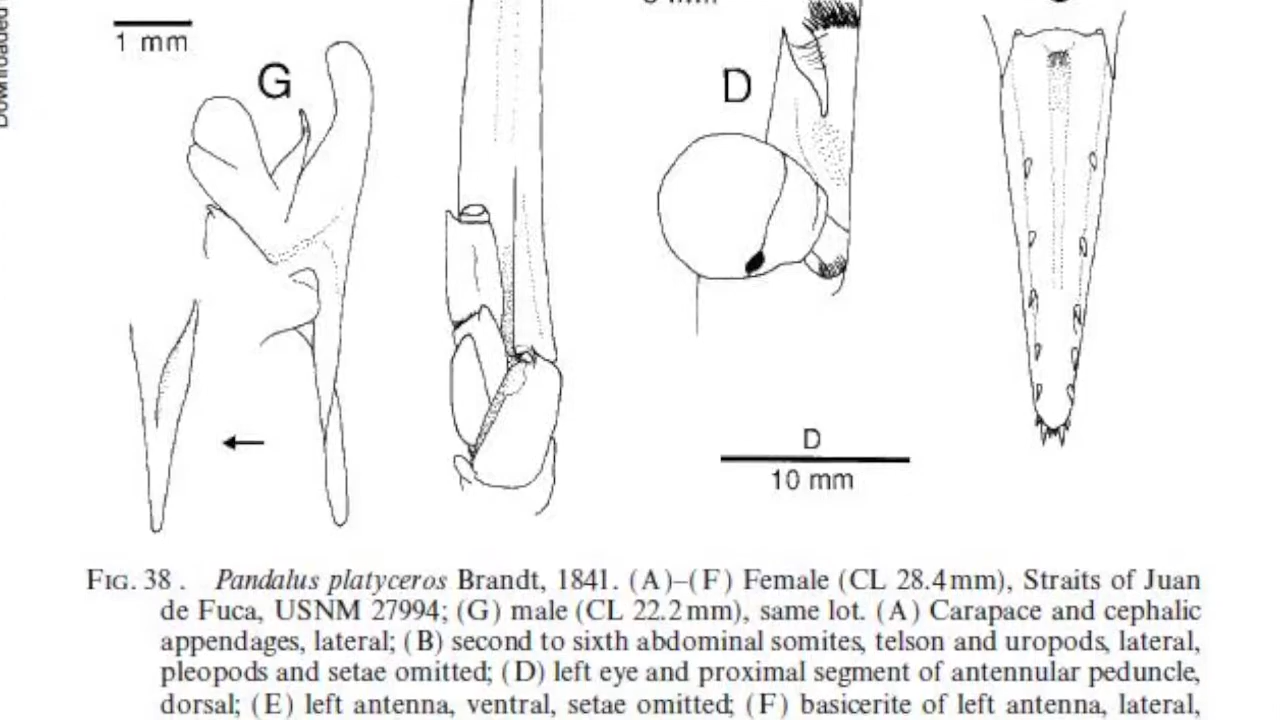 Downloaded
1 mm
G
D
D
10 mm
FIG. 38 . Pandalus platyceros Brandt, 1841. (A)–(F) Female (CL 28.4 mm), Straits of Juan
de Fuca, USNM 27994; (G) male (CL 22.2 mm), same lot. (A) Carapace and cephalic
appendages, lateral; (B) second to sixth abdominal somites, telson and uropods, lateral,
pleopods and setae omitted; (D) left eye and proximal segment of antennular peduncle,
dorsal; (E) left antenna, ventral, setae omitted; (F) basicerite of left antenna, lateral,